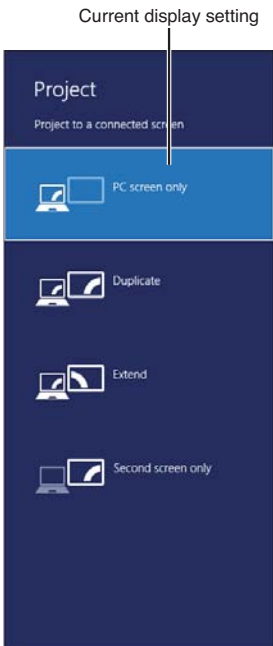 Current display setting
Project
Project to a connected screen
PC screen only
Duplicate
Extend
Second screen only